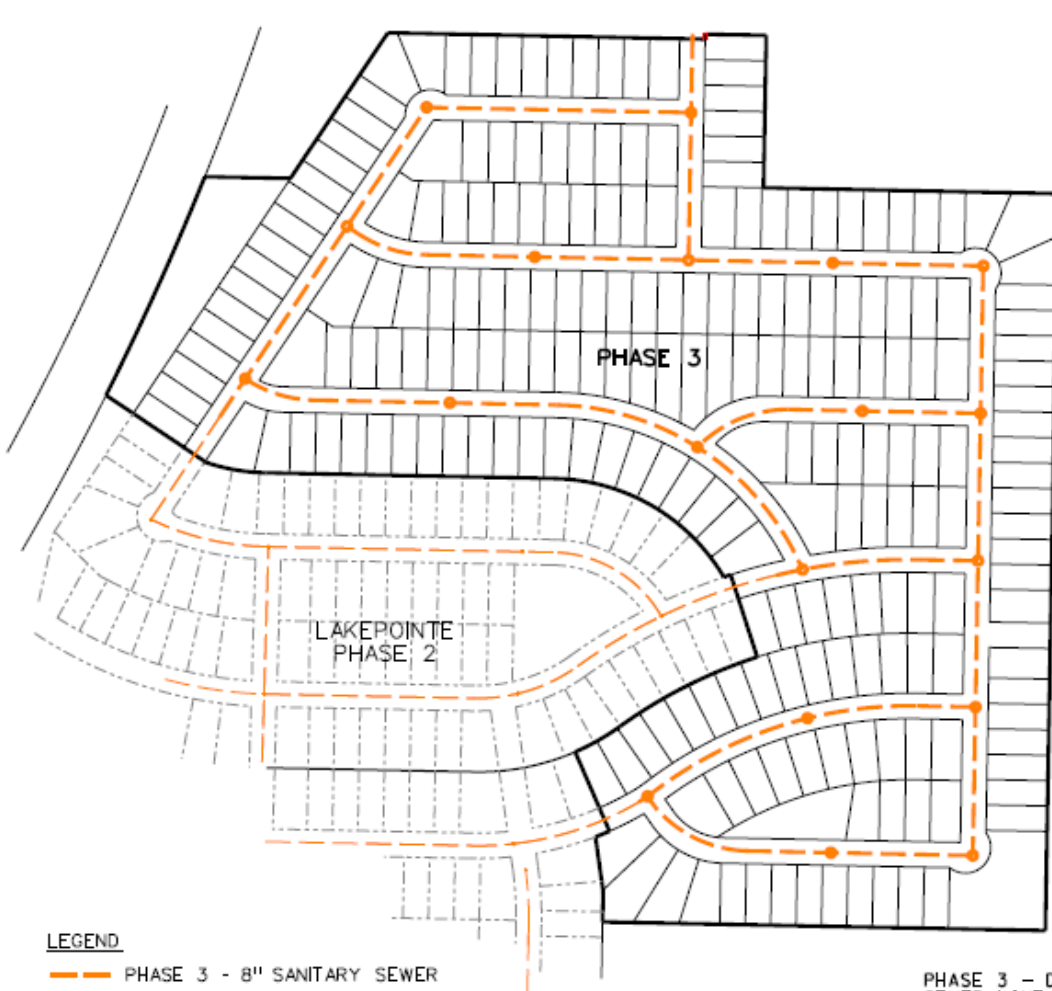 PHASE 3
LAKEPOINTE
PHASE 2
LEGEND
PHASE 3 - 8" SANITARY SEWER
PHASE 3 - D